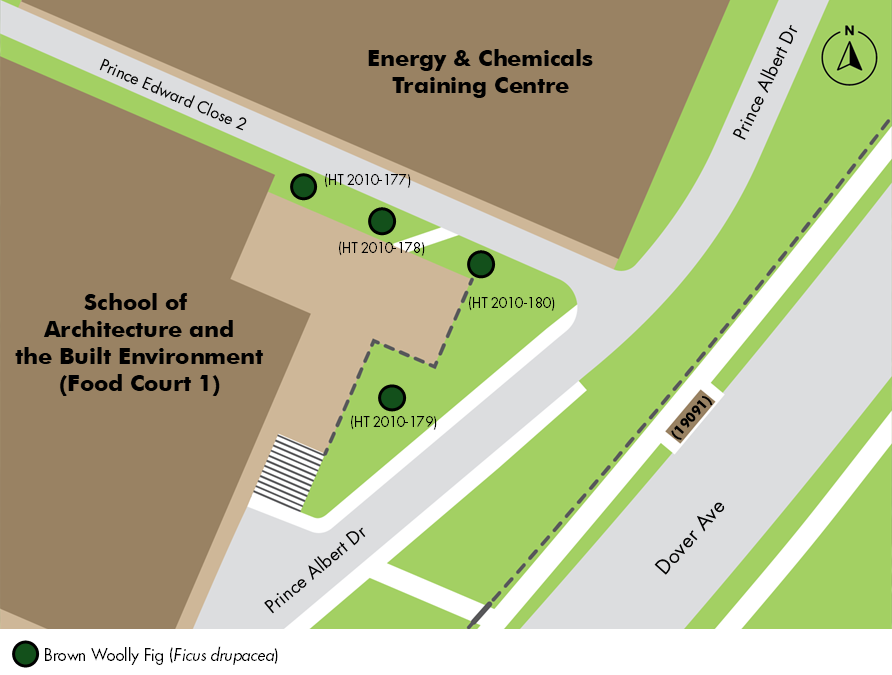 Energy & Chemicals
Training Centre
N
Prince Albert Dr
Prince Edward Close 2
(HT 2010-177)
(HT 2010-178)
(HT 2010-180)
School of
Architecture and
the Built Environment
(Food Court 1)
(HT 2010-179)
(19091)
Dover Ave
Prince Albert Dr
Brown Woolly Fig (Ficus drupacea)